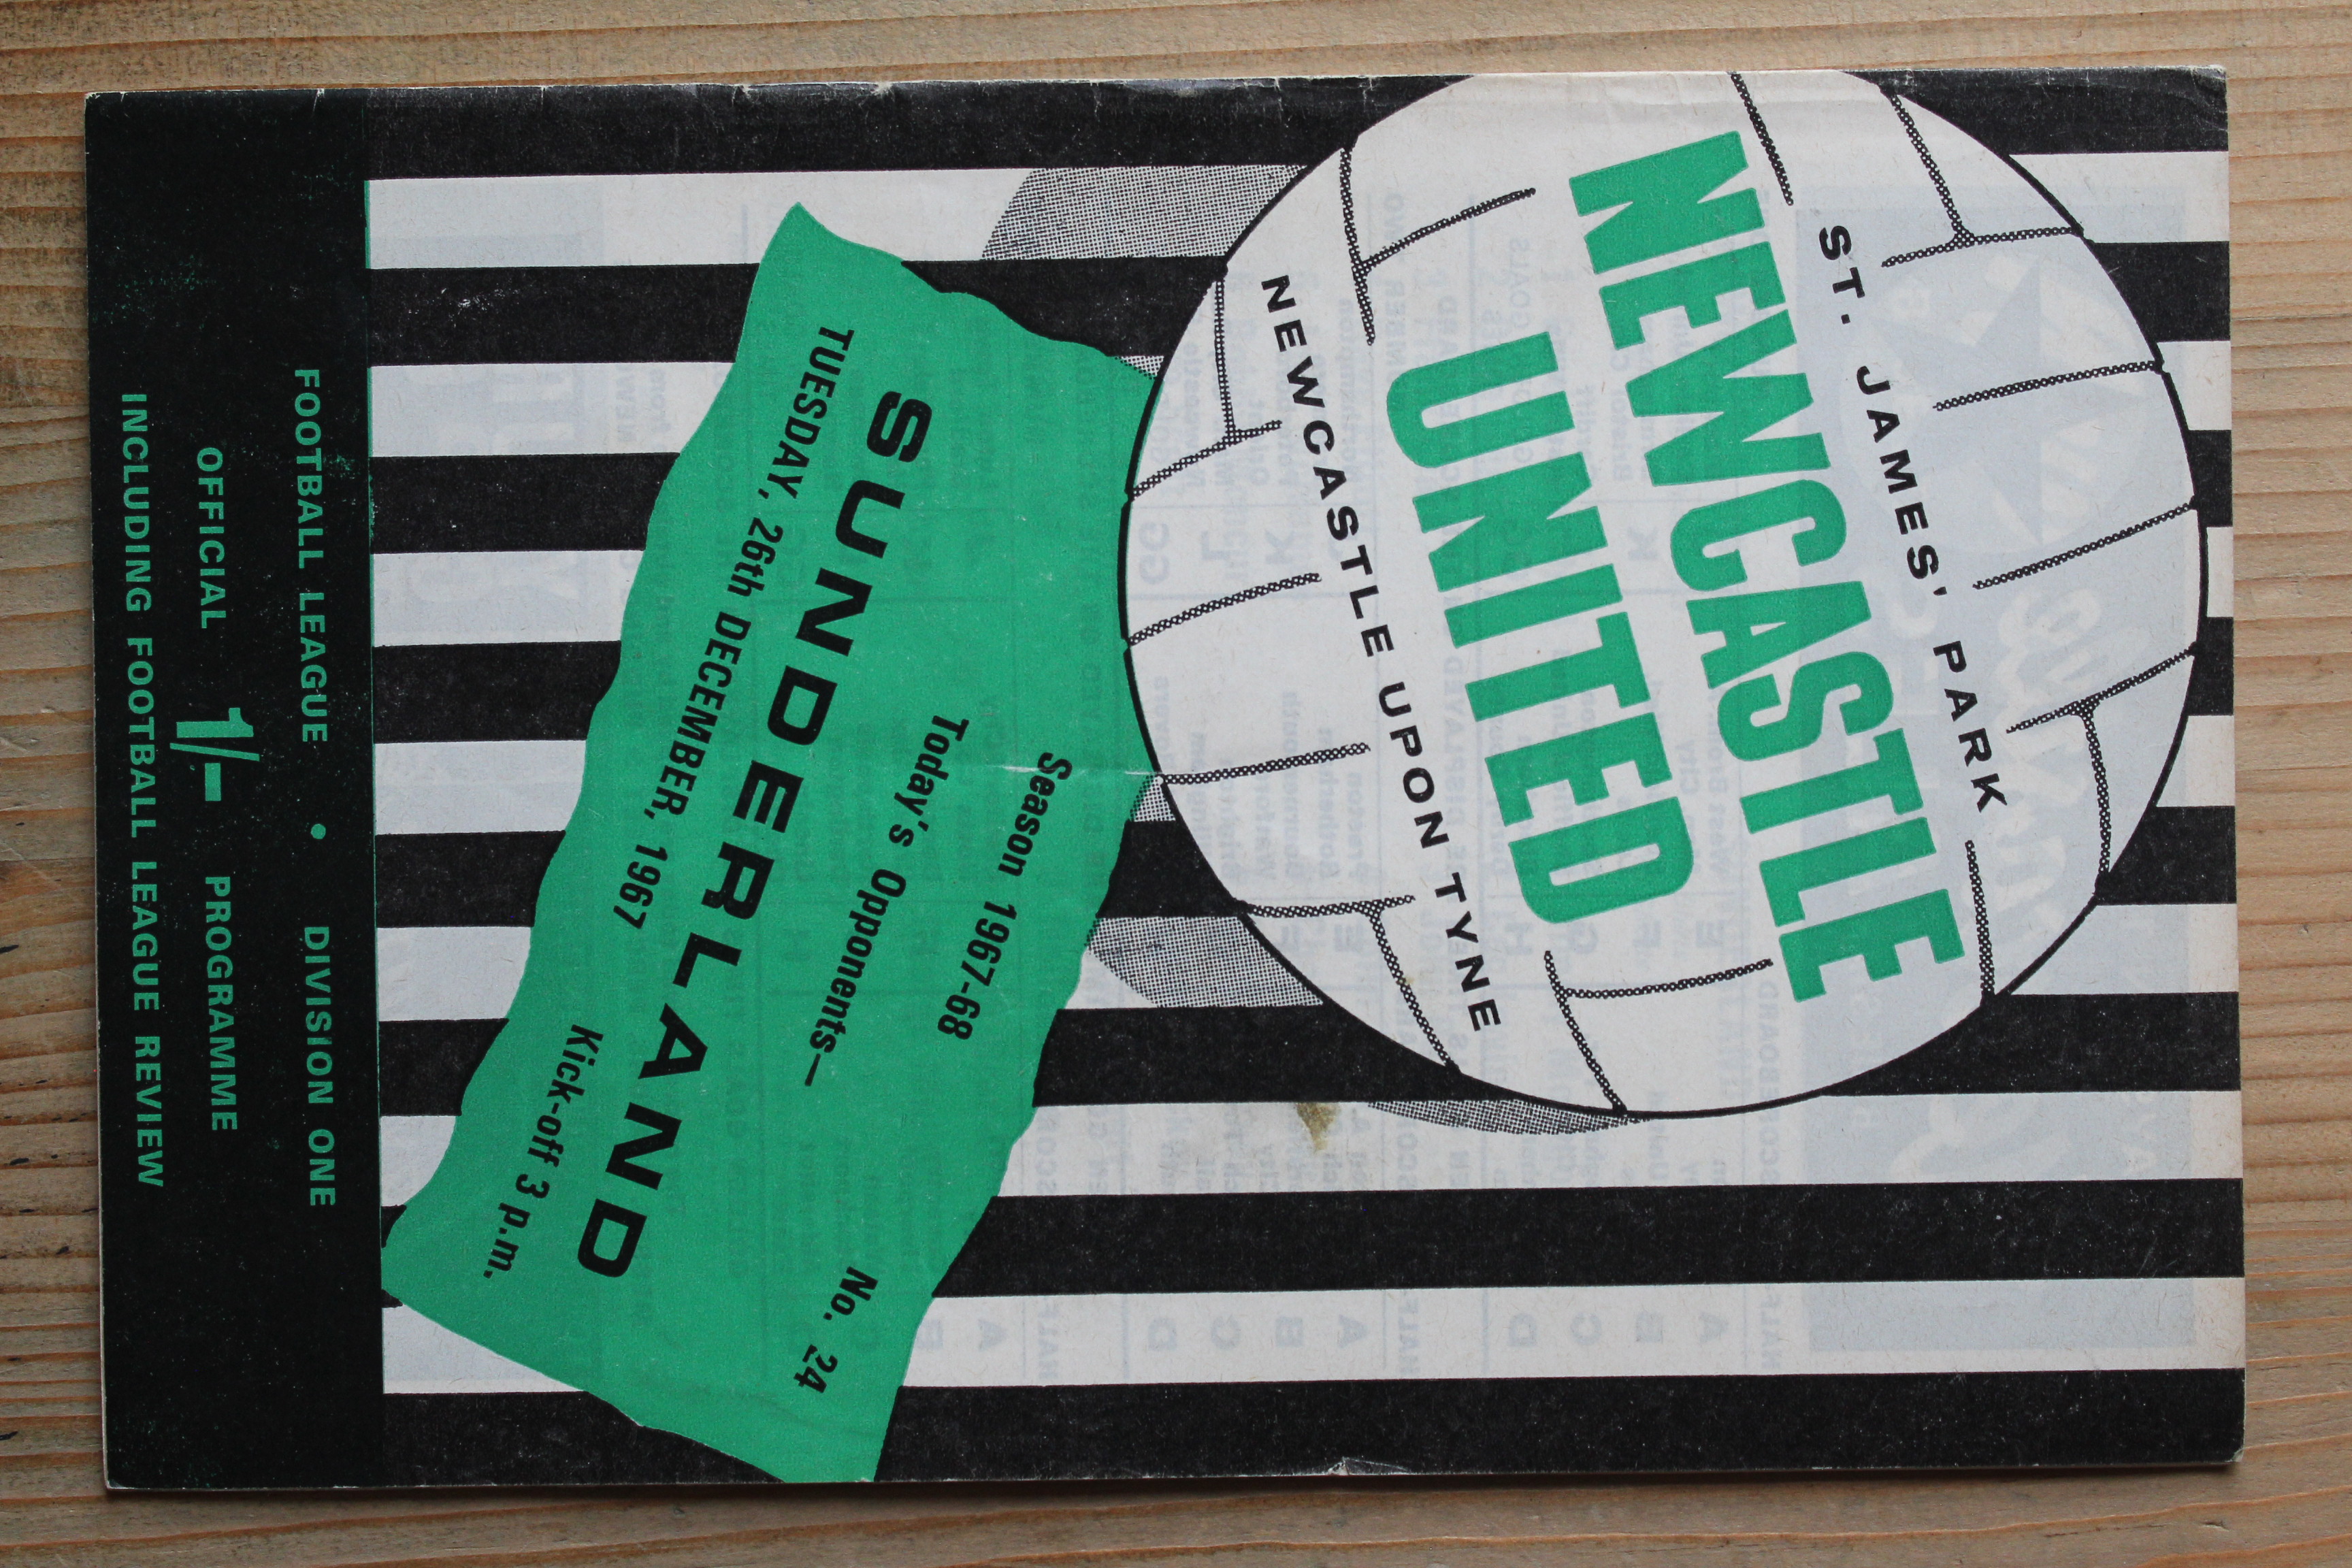 ST. JAMES' PARK
NEWCASTLE
UNITED
NEWCASTLE UPON TYNE
Season 1967-68
No. 24
Today's Opponents—
SUNDERLAND
TUESDAY, 26th DECEMBER, 1967
Kick-off 3 p.m.
FOOTBALL LEAGUE • DIVISION ONE
OFFICIAL 1/- PROGRAMME
INCLUDING FOOTBALL LEAGUE REVIEW